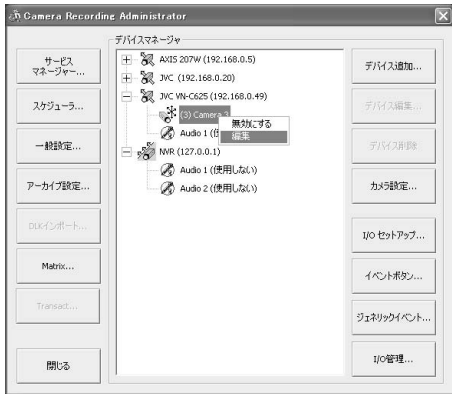 Camera Recording Administrator
サービス
マネージャー...
スケジューラ...
一般設定...
アーカイブ設定...
DLKインポート...
Matrix...
Transact...
閉じる
デバイスマネージャ
AXIS 207W (192.168.0.5)
JVC (192.168.0.20)
JVC VN-C625 (192.168.0.49)
(3) Camera 3
無効にする
編集
Audio 1 (使
NVR (127.0.0.1)
Audio 1 (使用しない)
Audio 2 (使用しない)
デバイス追加...
デバイス編集...
デバイス削除
カメラ設定...
I/O セットアップ...
イベントボタン...
ジェネリックイベント...
I/O管理...